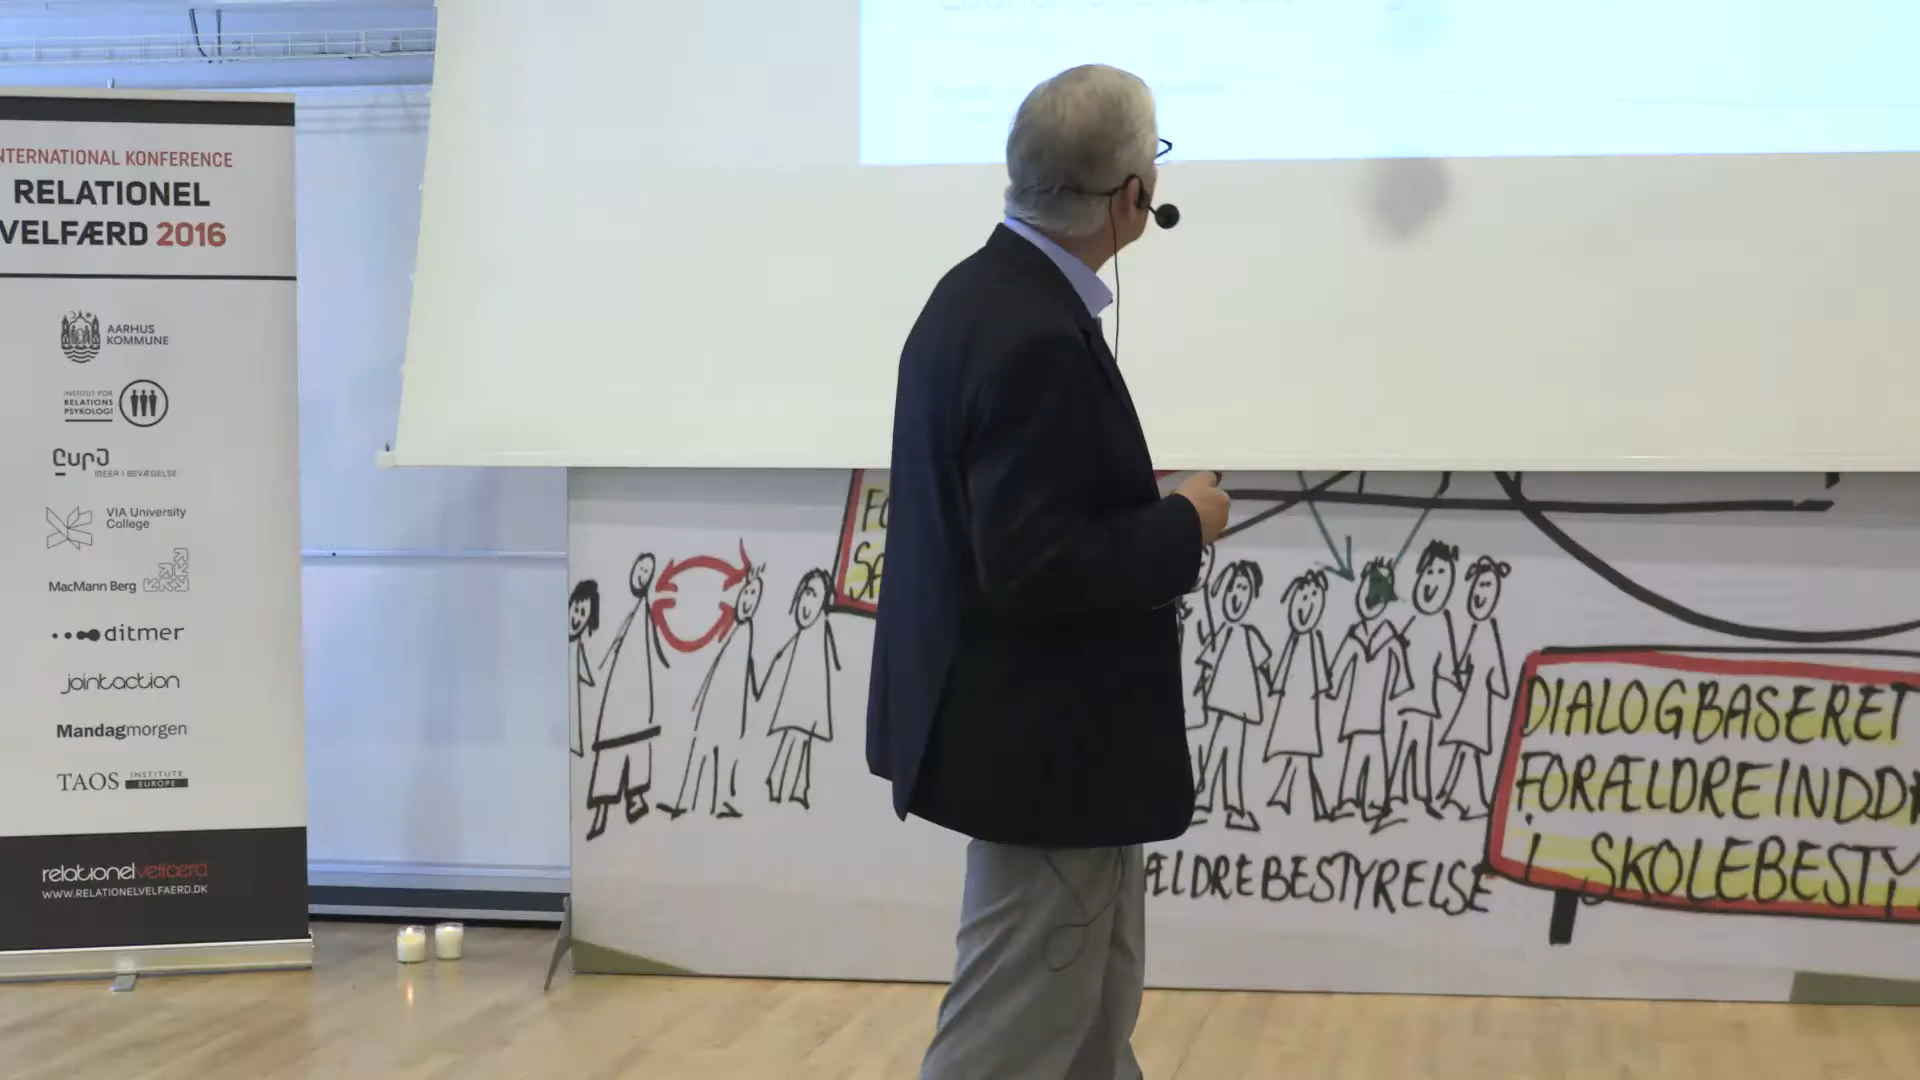 INTERNATIONAL KONFERENCE
RELATIONEL
VELFÆRD 2016
AARHUS
KOMMUNE
INSTITUT FOR
RELATIONS
PSYKOLOGI
IDEER I BEVÆGELSE
VIA University
College
MacMann Berg
ditmer
jointaction
Mandagmorgen
TAOS INSTITUTE
EUROPE
relationelvelfærd
WWW.RELATIONELVELFAERD.DK
DIALOGBASERET
I SKOLEBESTY
ÆLDREBESTYRELSE